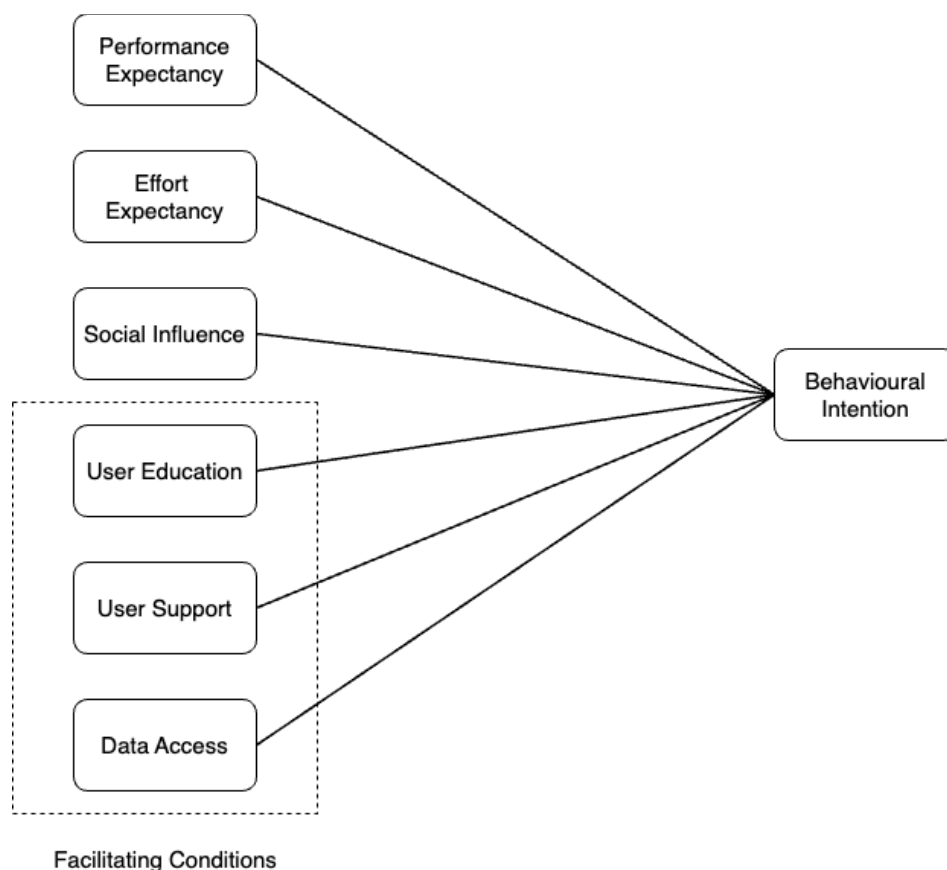 Performance
Expectancy
Effort
Expectancy
Social Influence
User Education
User Support
Data Access
Facilitating Conditions
Behavioural
Intention